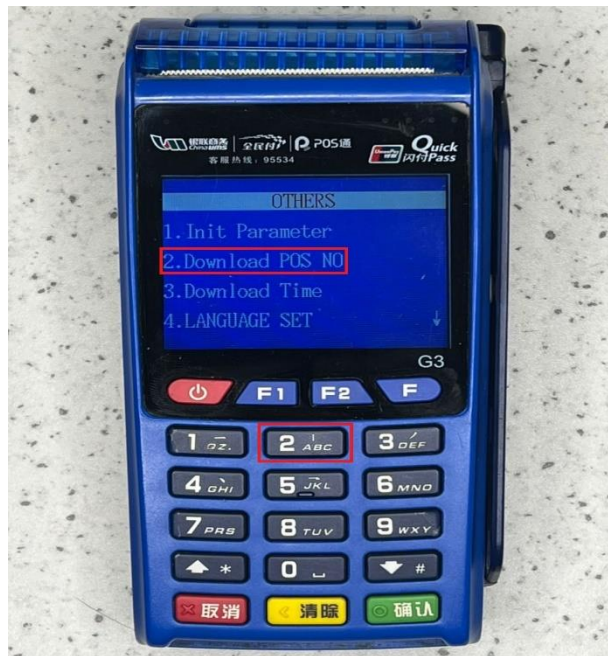 银联商务 China ums 全民付 POS通
客服热线：95534
Quick Pass 闪付
OTHERS
1.Init Parameter
2.Download POS NO
3.Download Time
4.LANGUAGE SET ↓
G3
F1 F2 F
1 QZ. 2 ABC 3 DEF
4 GHI 5 JKL 6 MNO
7 PRS 8 TUV 9 WXY
* 0 #
取消 清除 确认